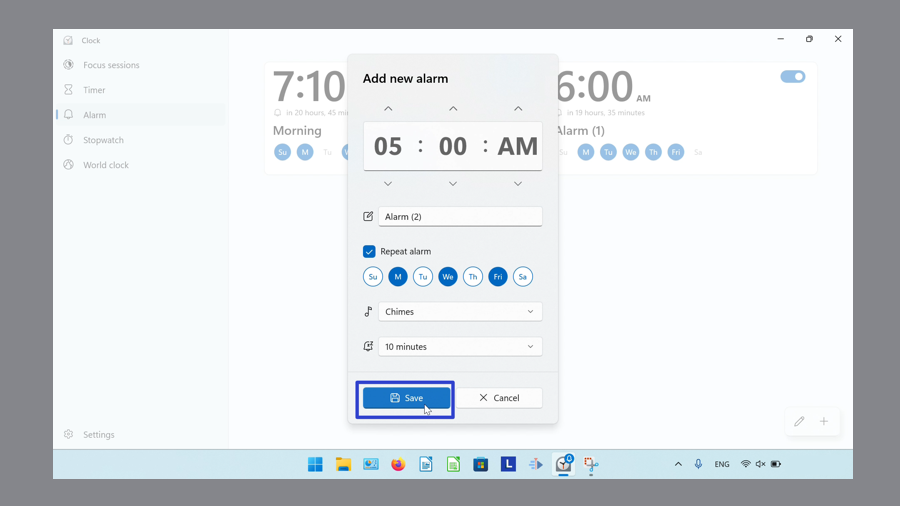 Clock
Focus sessions
Timer
Alarm
Stopwatch
World clock
Settings
7:10
in 20 hours, 45
Morning
Su M Tu
6:00 AM
in 19 hours, 35 minutes
Alarm (1)
Su M Tu We Th Fri Sa
Add new alarm
05 : 00 : AM
Alarm (2)
Repeat alarm
Su M Tu We Th Fri Sa
Chimes
10 minutes
Save
Cancel
L
ENG